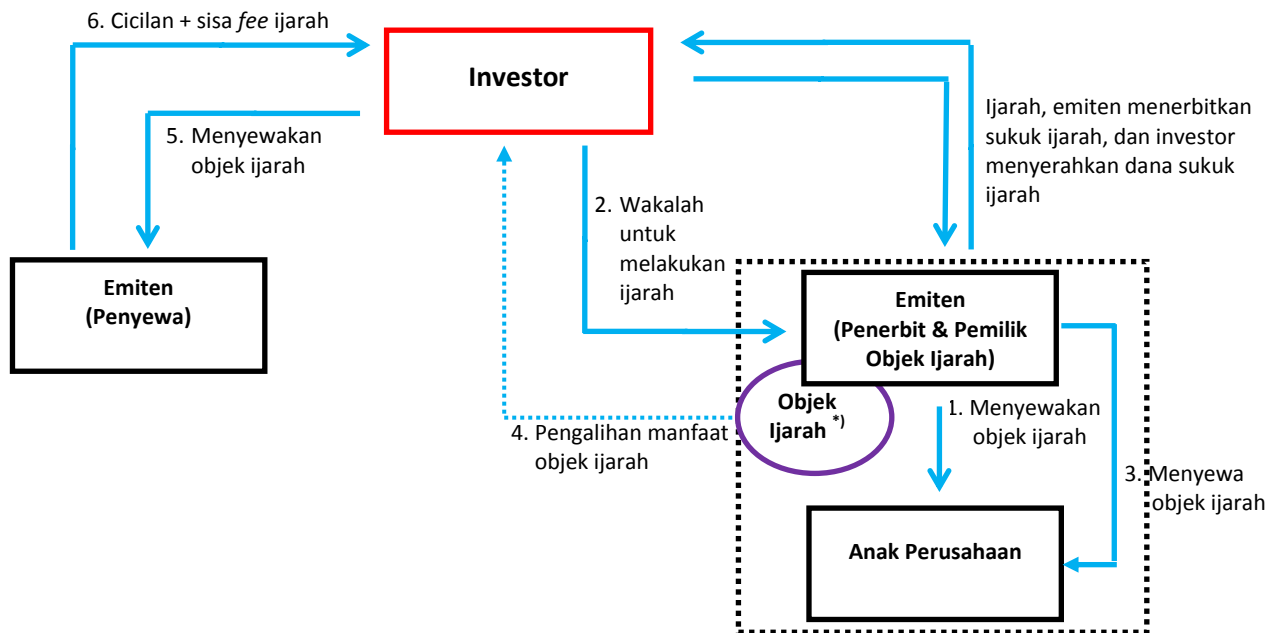 6. Cicilan + sisa fee ijarah
Investor
5. Menyewakan
objek ijarah
Ijarah, emiten menerbitkan
sukuk ijarah, dan investor
menyerahkan dana sukuk
ijarah
2. Wakalah
untuk
melakukan
ijarah
Emiten
(Penyewa)
Emiten
(Penerbit & Pemilik
Objek Ijarah)
Objek
Ijarah *)
1. Menyewakan
objek ijarah
4. Pengalihan manfaat
objek ijarah
3. Menyewa
objek ijarah
Anak Perusahaan